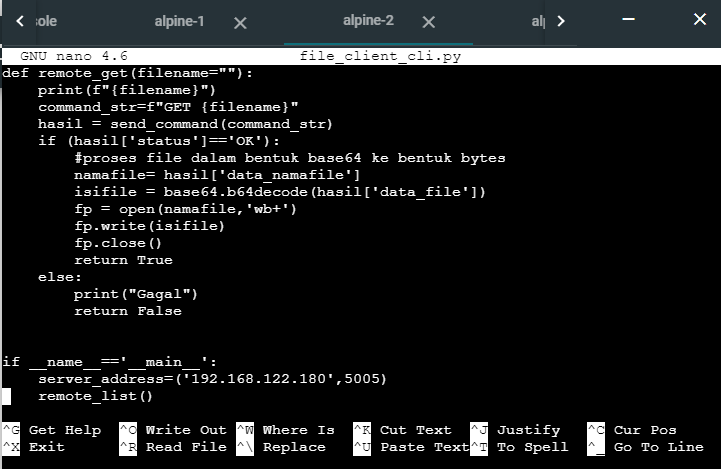 sole alpine-1 alpine-2 al
GNU nano 4.6 file_client_cli.py
def remote_get(filename=""):
    print(f"{filename}")
    command_str=f"GET {filename}"
    hasil = send_command(command_str)
    if (hasil['status']=='OK'):
        #proses file dalam bentuk base64 ke bentuk bytes
        namafile= hasil['data_namafile']
        isifile = base64.b64decode(hasil['data_file'])
        fp = open(namafile,'wb+')
        fp.write(isifile)
        fp.close()
        return True
    else:
        print("Gagal")
        return False
if __name__=='__main__':
    server_address=('192.168.122.180',5005)
    remote_list()
^G Get Help ^O Write Out ^W Where Is ^K Cut Text ^J Justify ^C Cur Pos
^X Exit ^R Read File ^\ Replace ^U Paste Text ^T To Spell ^_ Go To Line